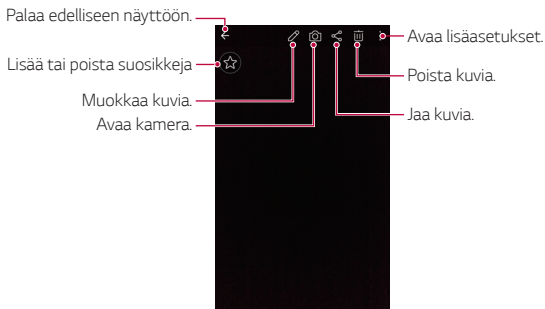 Palaa edelliseen näyttöön.
Avaa lisäasetukset.
Lisää tai poista suosikkeja
Poista kuvia.
Muokkaa kuvia.
Jaa kuvia.
Avaa kamera.